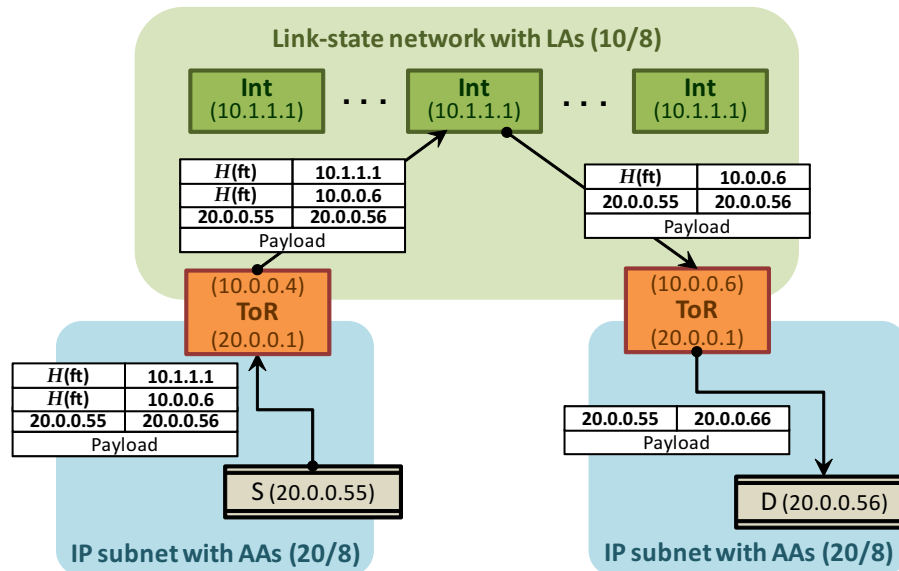 Link-state network with LAs (10/8)
Int Int Int
(10.1.1.1) . . . (10.1.1.1) . . . (10.1.1.1)
H(ft) 10.1.1.1
H(ft) 10.0.0.6
20.0.0.55 20.0.0.56
Payload
H(ft) 10.0.0.6
20.0.0.55 20.0.0.56
Payload
(10.0.0.4)
ToR
(20.0.0.1)
(10.0.0.6)
ToR
(20.0.0.1)
H(ft) 10.1.1.1
H(ft) 10.0.0.6
20.0.0.55 20.0.0.56
Payload
20.0.0.55 20.0.0.66
Payload
S (20.0.0.55)
D (20.0.0.56)
IP subnet with AAs (20/8)
IP subnet with AAs (20/8)